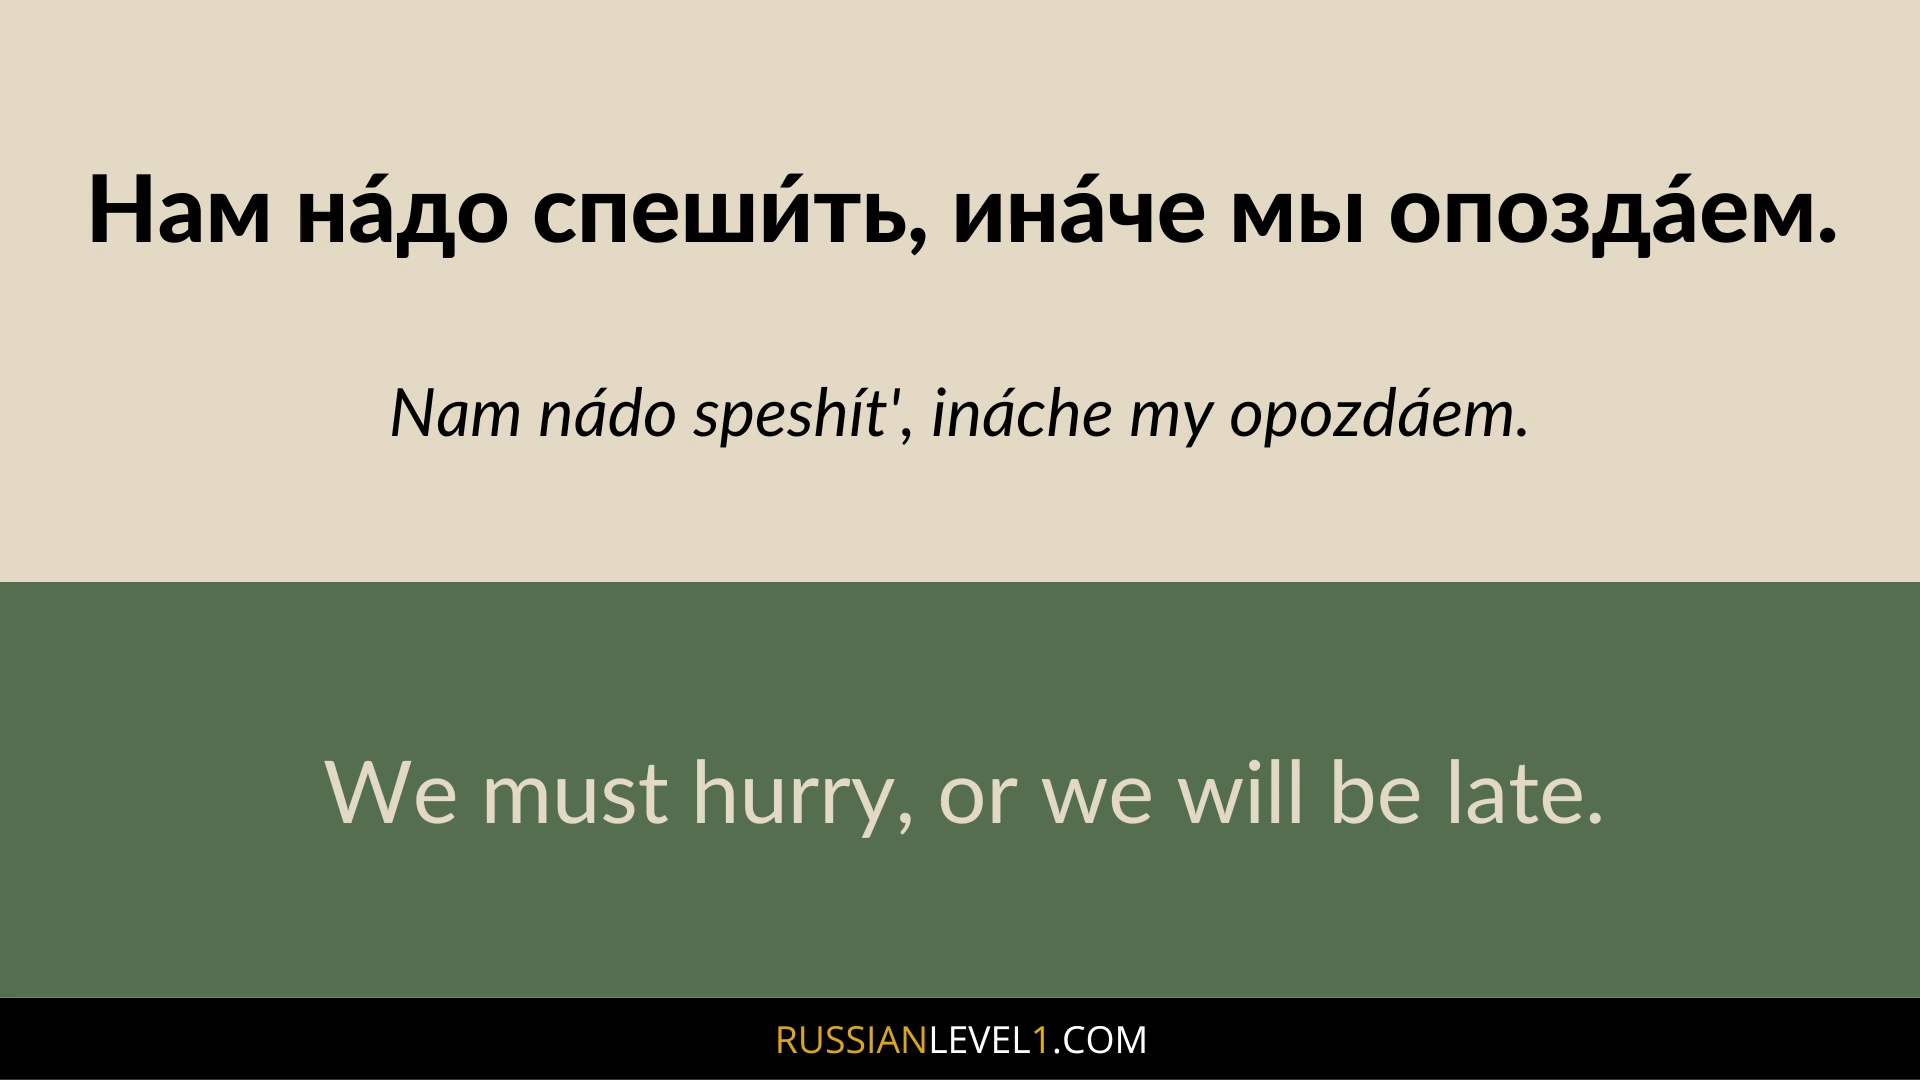 Нам на́до спеши́ть, ина́че мы опозда́ем.
Nam nádo speshít', ináche my opozdáem.
We must hurry, or we will be late.
RUSSIANLEVEL1.COM